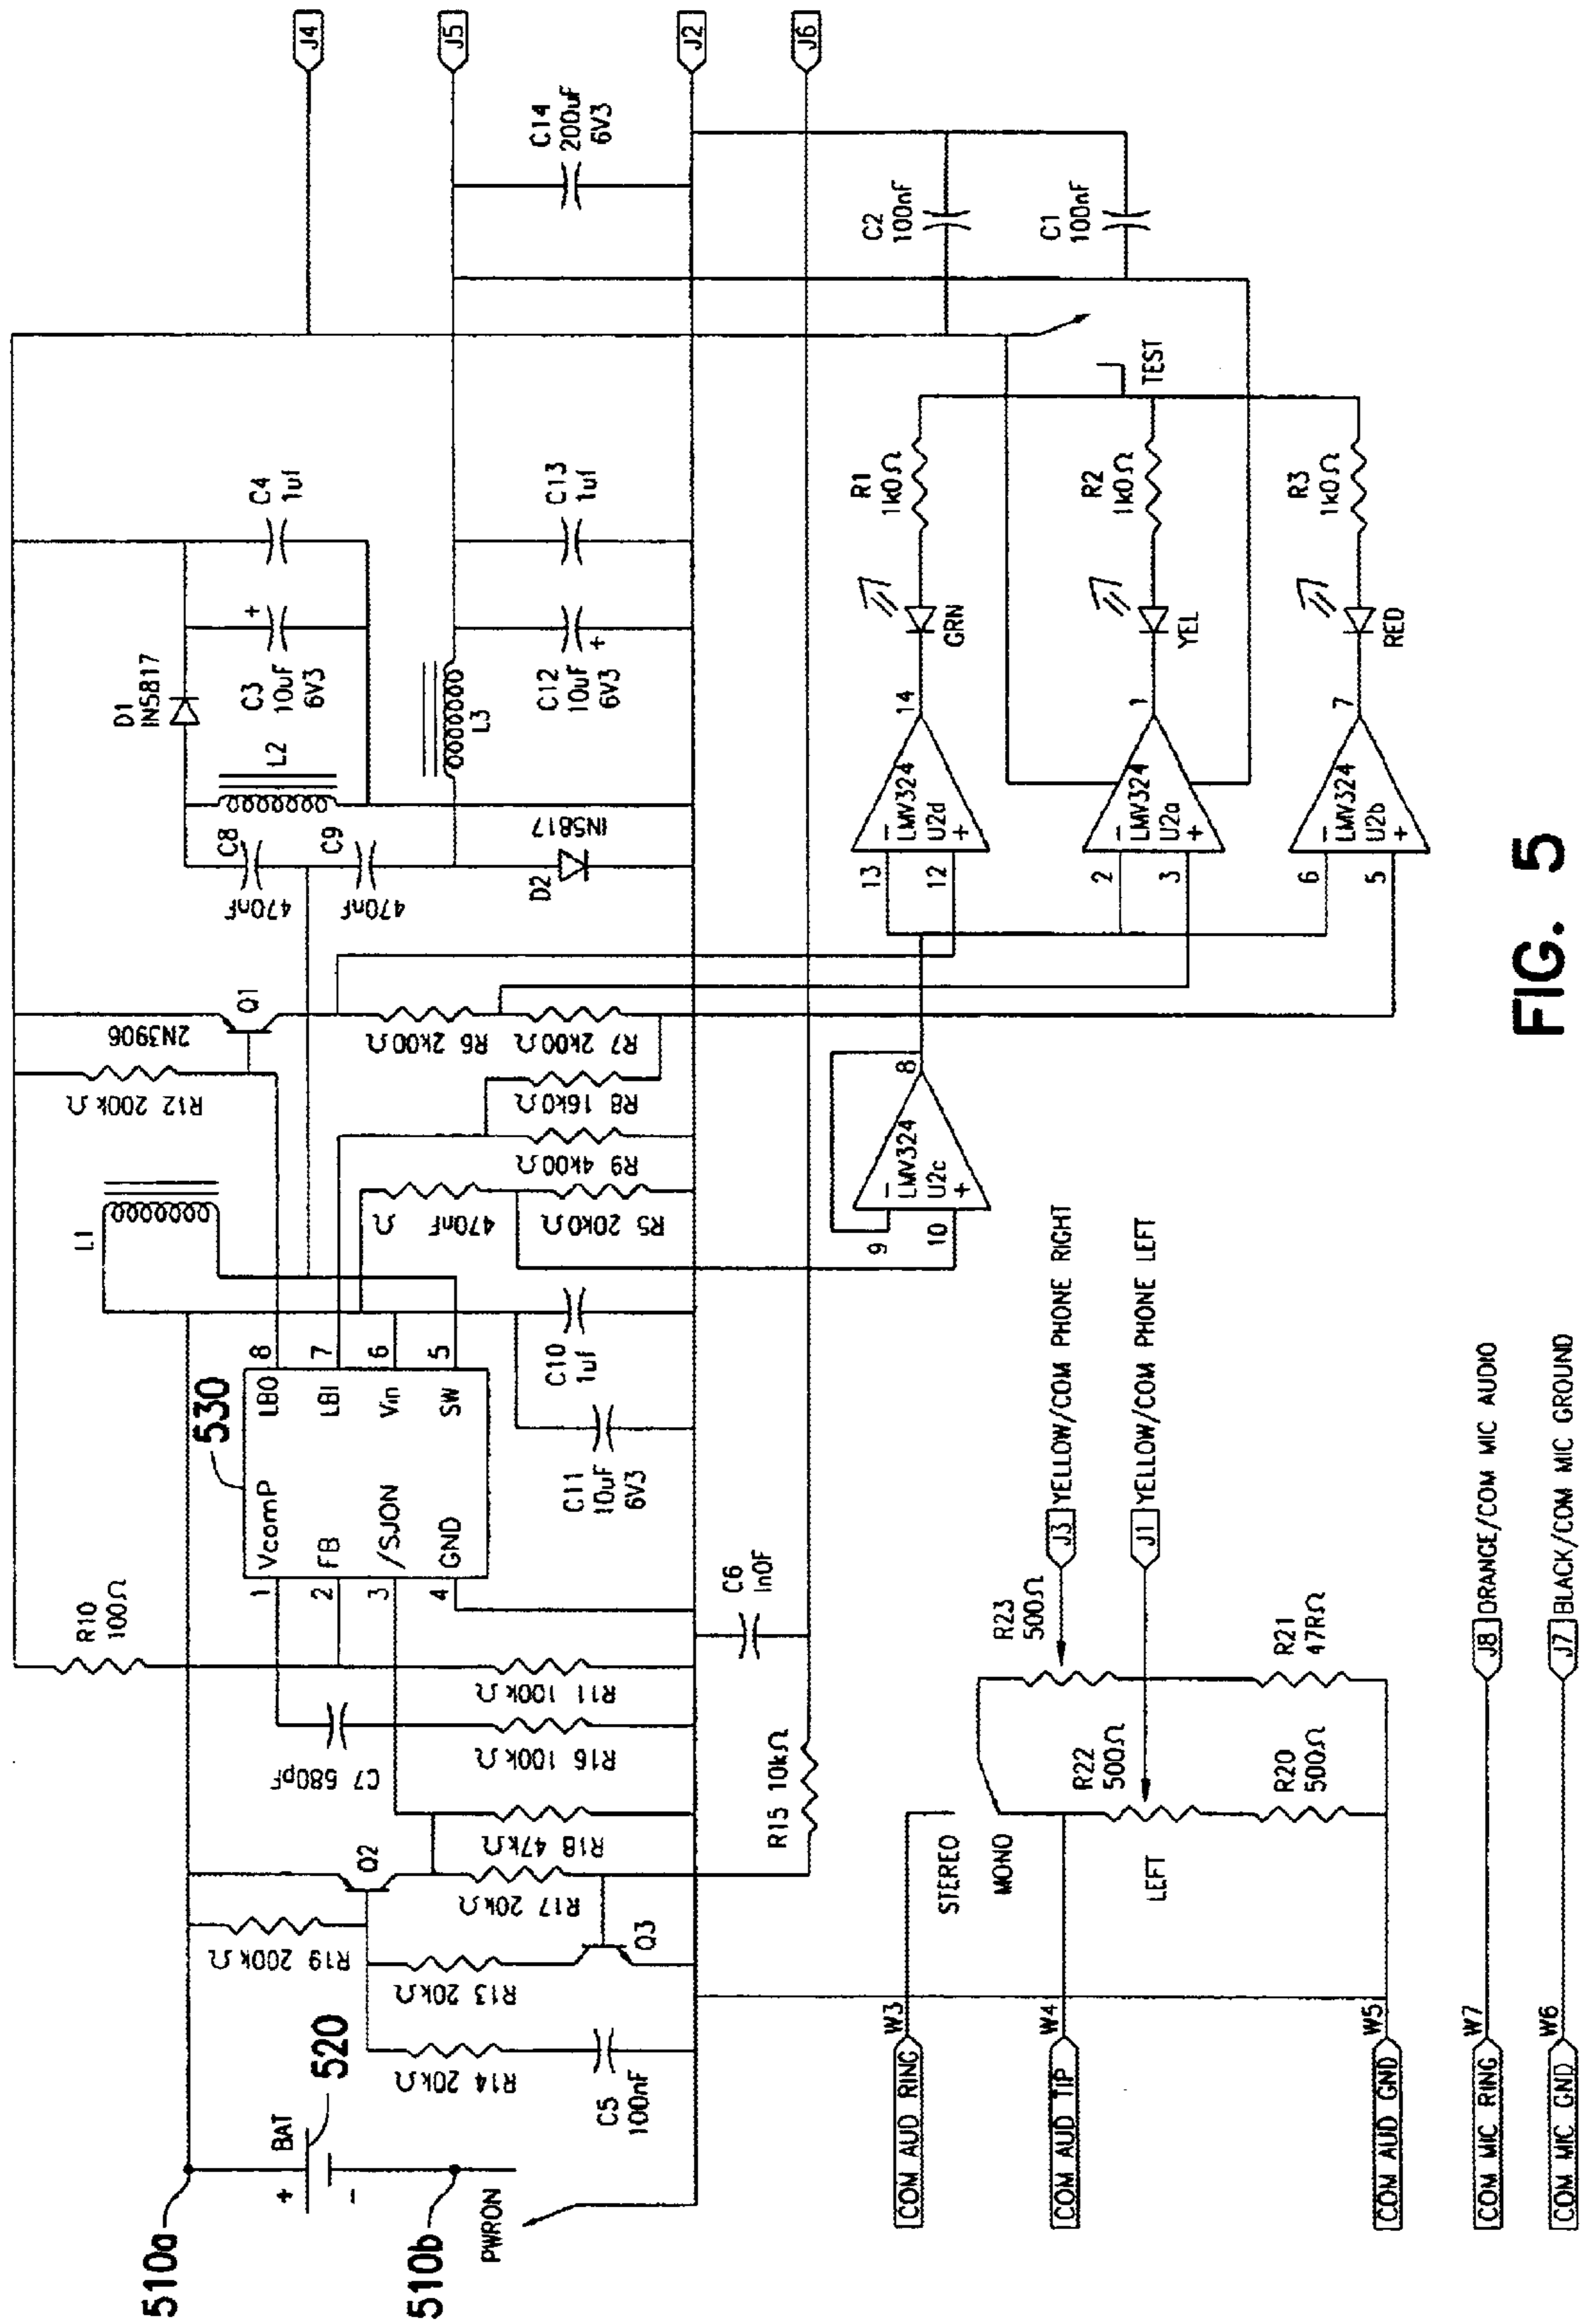 510a
510b
BAT
+
-
520
PWRON
R14 20kΩ
C5
100nF
R13 20kΩ
R19 200kΩ
Q3
Q2
R17 20kΩ
R18 47kΩ
C7 680pF
R16 100kΩ
R11 100kΩ
R10
100Ω
R15 10kΩ
C6
1n0F
530
1
VcomP
2
FB
3
/SJON
4
GND
8
LBO
7
LBI
6
Vin
5
SW
C11
10uF
6V3
C10
1uf
L1
R12 200kΩ
2N3906
Q1
470nF Ω
R5 20k0Ω
R9 4k00Ω
R8 16k0Ω
R6 2k00Ω
R7 2k00Ω
C8
470nF
C9
470nF
L2
D1
IN5817
D2
IN5817
C3
10uF
6V3
+
C4
1uf
L3
C12
10uF
6V3
+
C13
1uf
C14
200uF
6V3
J4
J5
J2
J6
C2
100nF
C1
100nF
TEST
9
10
-
+
LMV324
U2c
8
13
12
-
+
LMV324
U2d
14
GRN
R1
1k0Ω
2
3
-
+
LMV324
U2a
1
YEL
R2
1k0Ω
6
5
-
+
LMV324
U2b
7
RED
R3
1k0Ω
COM AUD RING
W3
COM AUD TIP
W4
COM AUD GND
W5
COM MIC RING
W7
COM MIC GND
W6
STEREO
MONO
LEFT
R22
500Ω
R20
500Ω
R23
500Ω
R21
47RΩ
J3 YELLOW/COM PHONE RIGHT
J1 YELLOW/COM PHONE LEFT
J8 ORANGE/COM MIC AUDIO
J7 BLACK/COM MIC GROUND
FIG. 5